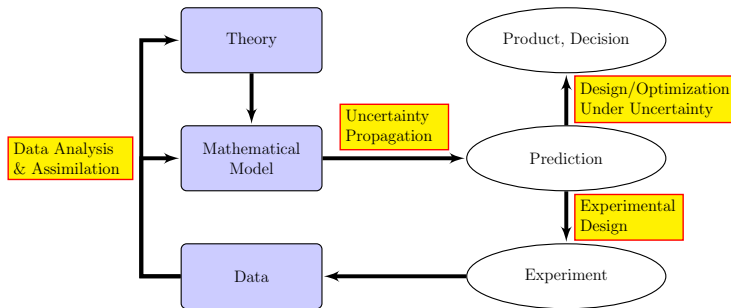 Theory
Product, Decision
Design/Optimization
Under Uncertainty
Uncertainty
Propagation
Data Analysis
& Assimilation
Mathematical
Model
Prediction
Experimental
Design
Data
Experiment